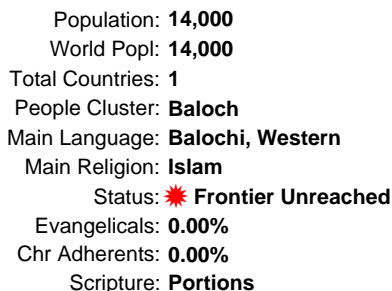 Population: 14,000
World Popl: 14,000
Total Countries: 1
People Cluster: Baloch
Main Language: Balochi, Western
Main Religion: Islam
Status: Frontier Unreached
Evangelicals: 0.00%
Chr Adherents: 0.00%
Scripture: Portions